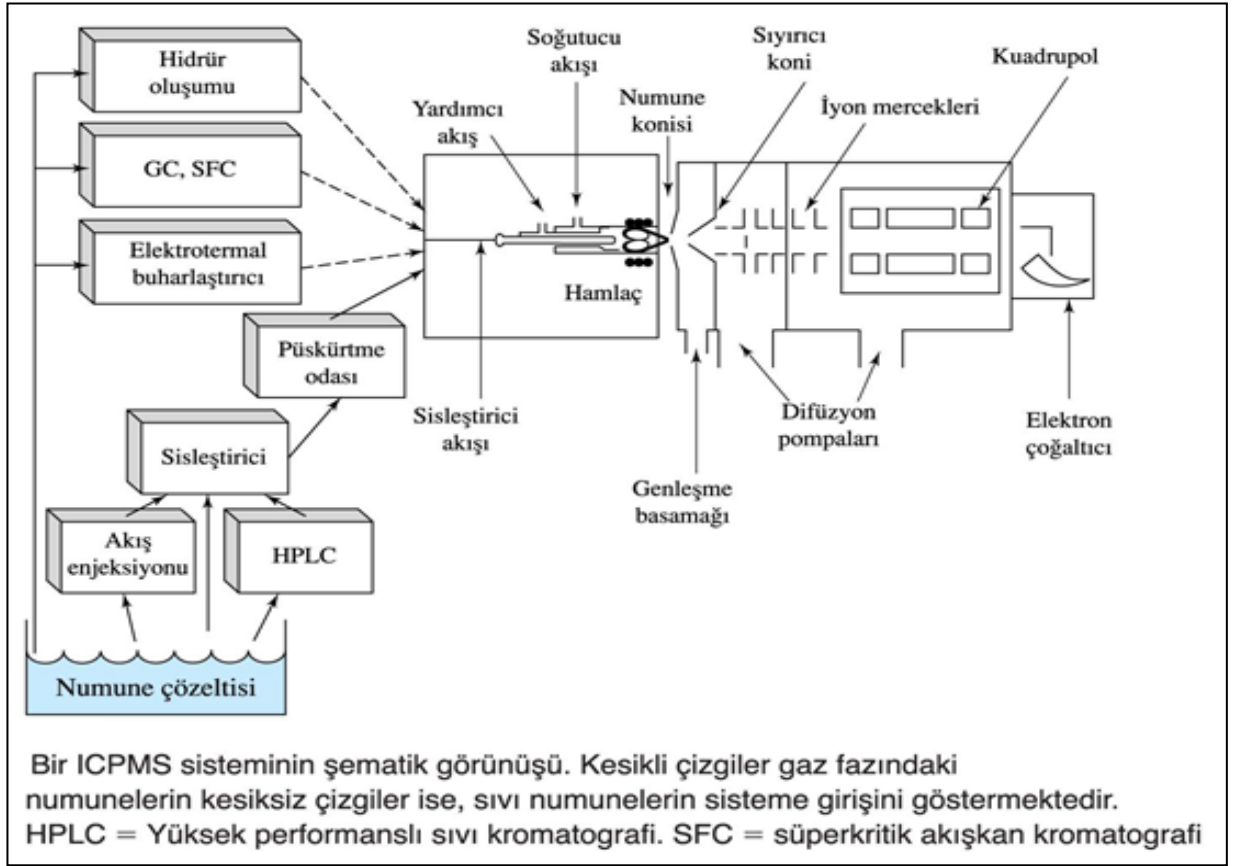 Hidrür
oluşumu
GC, SFC
Elektrotermal
buharlaştırıcı
Püskürtme
odası
Sisleştirici
Akış
enjeksiyonu
HPLC
Numune çözeltisi
Yardımcı
akış
Soğutucu
akışı
Numune
konisi
Sıyırıcı
koni
İyon mercekleri
Kuadrupol
Hamlaç
Sisleştirici
akışı
Genleşme
basamağı
Difüzyon
pompaları
Elektron
çoğaltıcı
Bir ICPMS sisteminin şematik görünüşü. Kesikli çizgiler gaz fazındaki
numunelerin kesiksiz çizgiler ise, sıvı numunelerin sisteme girişini göstermektedir.
HPLC = Yüksek performanslı sıvı kromatografi. SFC = süperkritik akışkan kromatografi